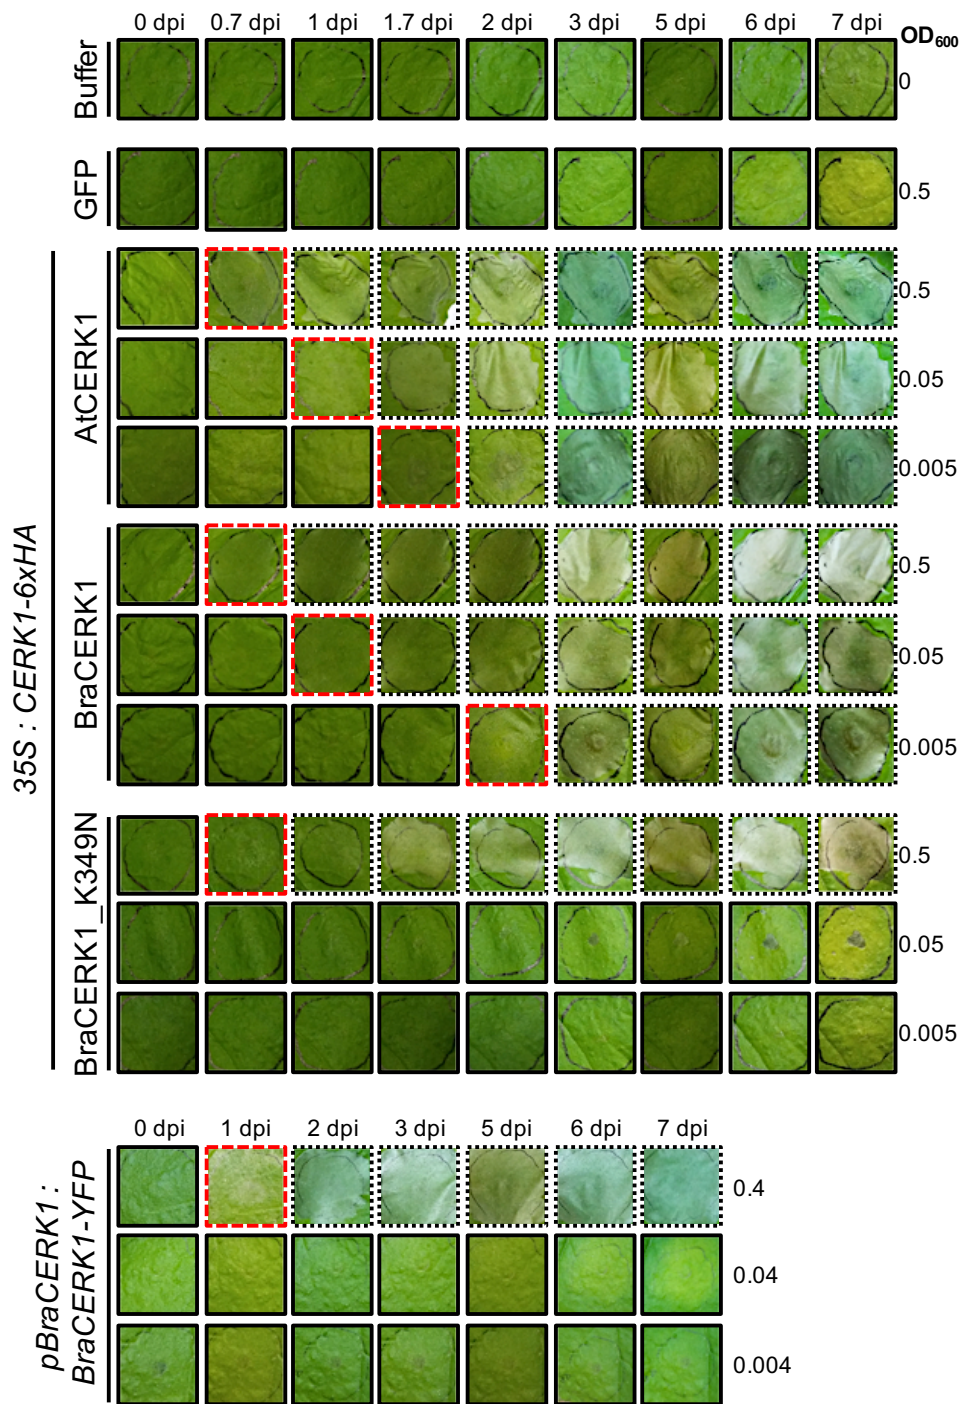 0 dpi 0.7 dpi 1 dpi 1.7 dpi 2 dpi 3 dpi 5 dpi 6 dpi 7 dpi OD600
Buffer 0
GFP 0.5
35S : CERK1-6xHA
AtCERK1 0.5
0.05
0.005
BraCERK1 0.5
0.05
0.005
BraCERK1_K349N 0.5
0.05
0.005
0 dpi 1 dpi 2 dpi 3 dpi 5 dpi 6 dpi 7 dpi
pBraCERK1 :
BraCERK1-YFP
0.4
0.04
0.004